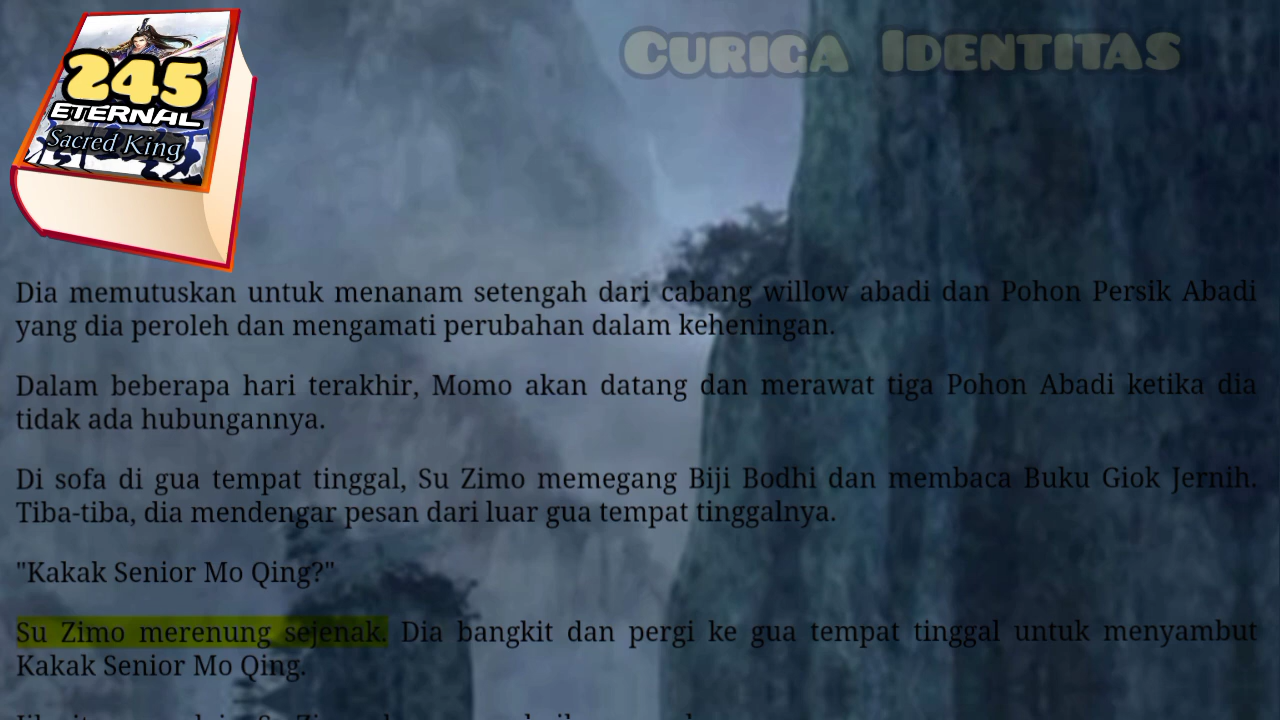 245
ETERNAL
Sacred King
CURIGA IDENTITAS
Dia memutuskan untuk menanam setengah dari cabang willow abadi dan Pohon Persik Abadi
yang dia peroleh dan mengamati perubahan dalam keheningan.
Dalam beberapa hari terakhir, Momo akan datang dan merawat tiga Pohon Abadi ketika dia
tidak ada hubungannya.
Di sofa di gua tempat tinggal, Su Zimo memegang Biji Bodhi dan membaca Buku Giok Jernih.
Tiba-tiba, dia mendengar pesan dari luar gua tempat tinggalnya.
"Kakak Senior Mo Qing?"
Su Zimo merenung sejenak. Dia bangkit dan pergi ke gua tempat tinggal untuk menyambut
Kakak Senior Mo Qing.